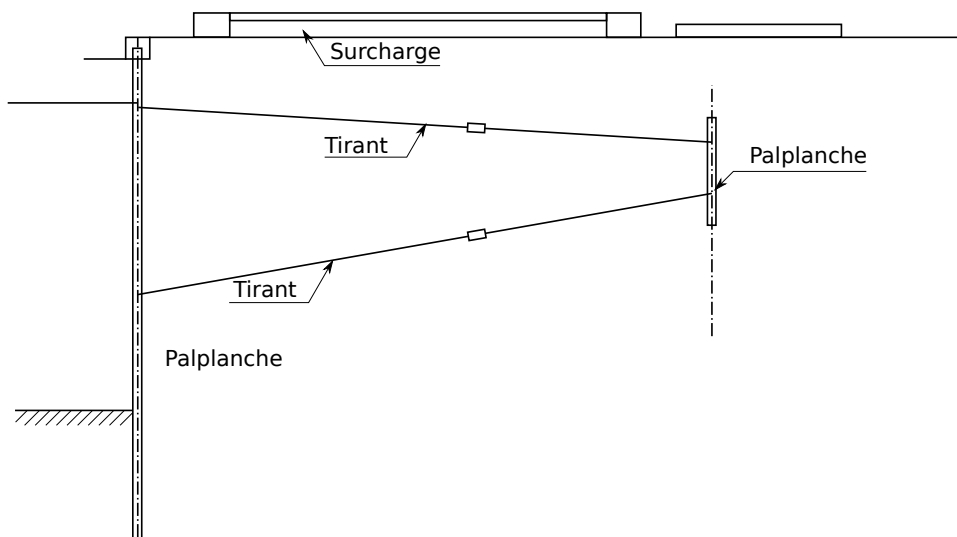 Surcharge
Tirant
Palplanche
Tirant
Palplanche